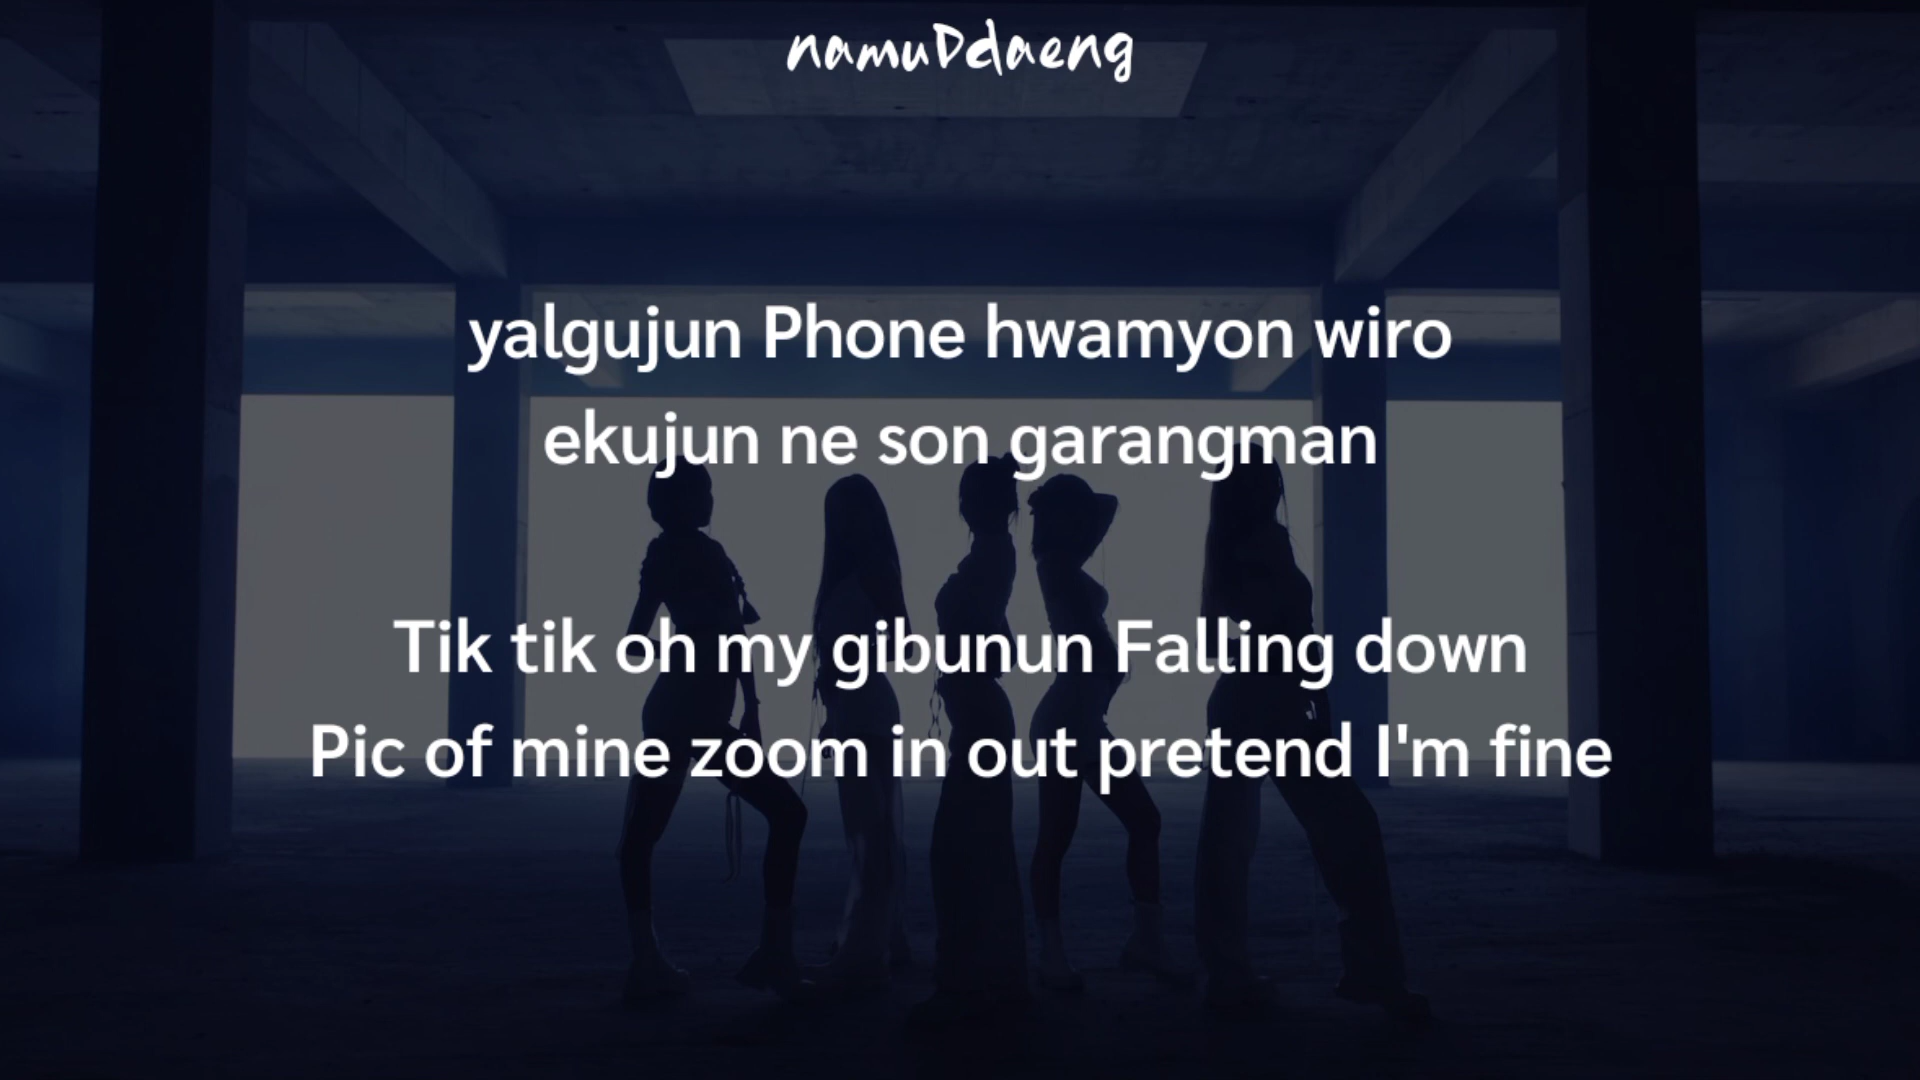 namuDdaeng
yalgujun Phone hwamyon wiro
ekujun ne son garangman
Tik tik oh my gibunun Falling down
Pic of mine zoom in out pretend I'm fine